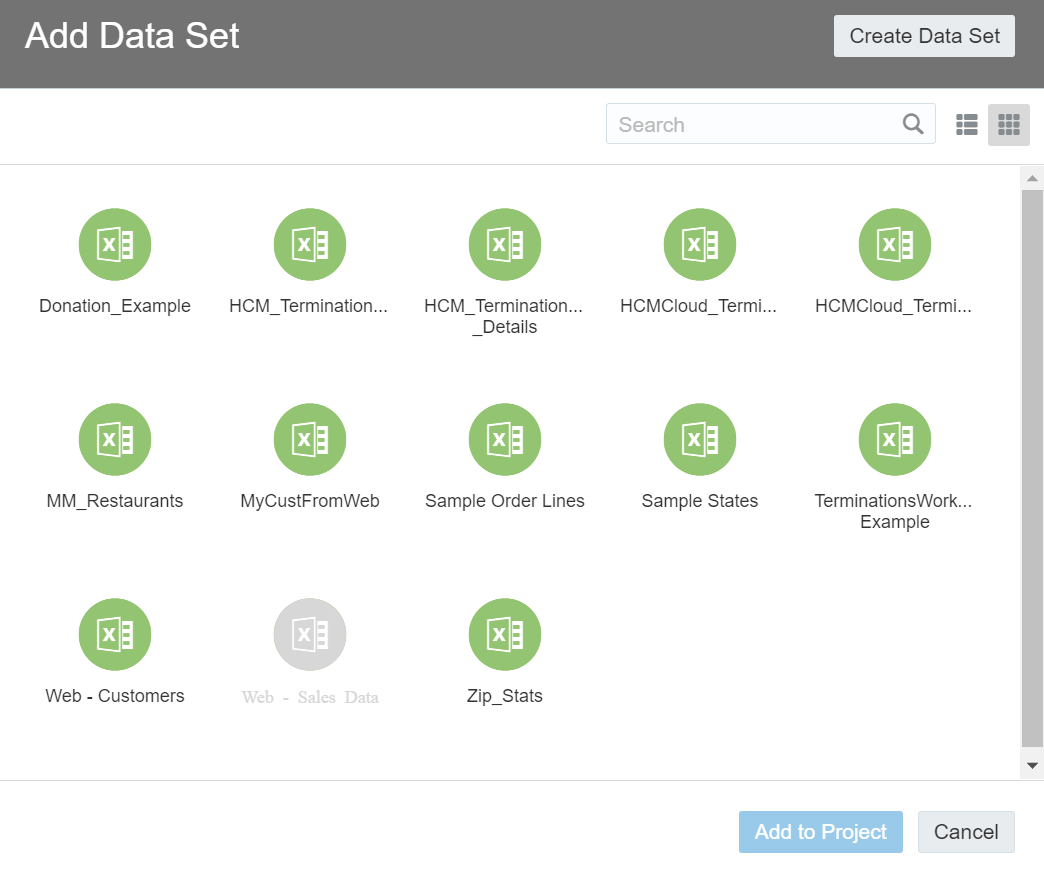 Add Data Set
Create Data Set
Search
Donation_Example
HCM_Termination...
HCM_Termination...
_Details
HCMCloud_Termi...
HCMCloud_Termi...
MM_Restaurants
MyCustFromWeb
Sample Order Lines
Sample States
TerminationsWork...
Example
Web - Customers
Web - Sales Data
Zip_Stats
Add to Project
Cancel